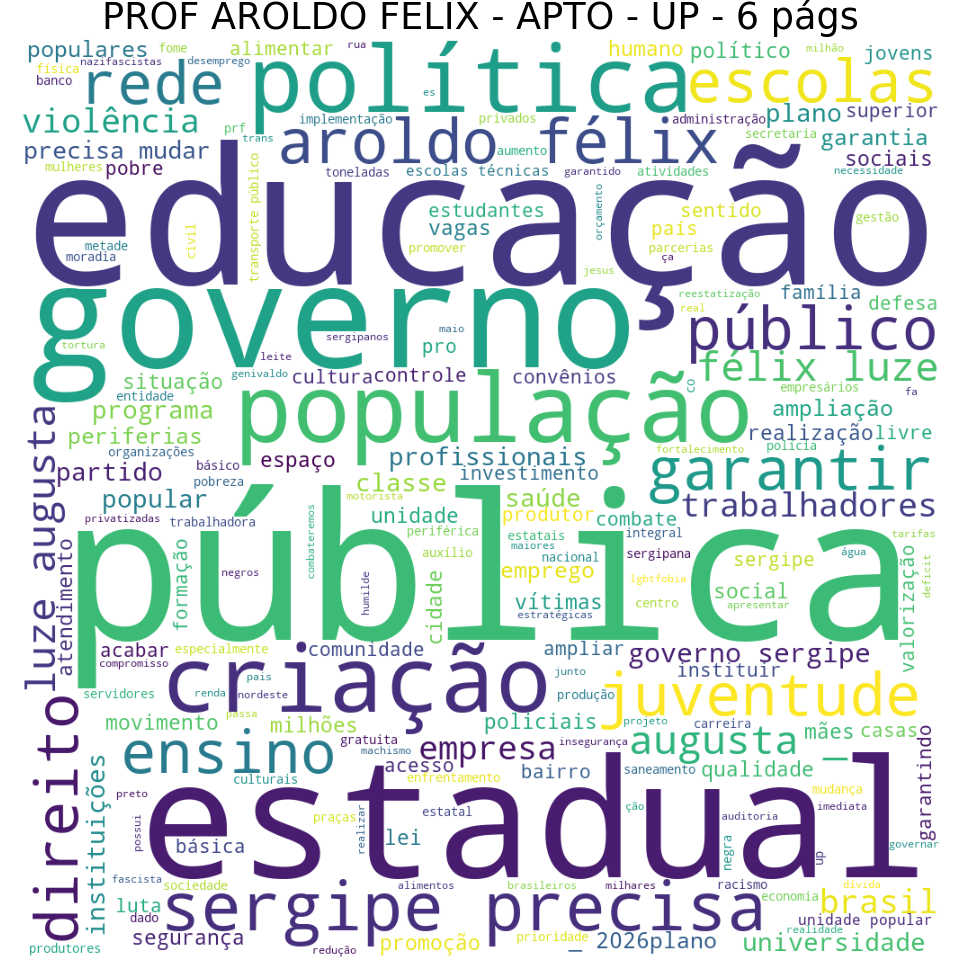 PROF AROLDO FELIX - APTO - UP - 6 págs
populares
fome
alimentar
rua
humano
político
milhão
jovens
física
nazifascistas
desemprego
banco
rede
política
escolas
es
violência
prf
trans
implementação
privados
administração
plano
superior
secretaria
garantia
precisa mudar
aroldo félix
aumento
sociais
mulheres
pobre
toneladas
escolas técnicas
garantido
atividades
necessidade
transporte público
educação
estudantes
vagas
orçamento
sentido
país
gestão
metade
moradia
civil
promover
parcerias
ça
jesus
governo
reestatização
real
família
defesa
público
tortura
sergipanos
maio
leite
pro
genivaldo
félix luze
situação
cultura
controle
convênios
co
empresários
fa
entidade
programa
população
ampliação
periferias
realização
livre
organizações
polícia
fortalecimento
luze augusta
partido
básico
pobreza
espaço
profissionais
investimento
garantir
popular
classe
motorista
saúde
trabalhadores
privatizadas
trabalhadora
unidade
produtor
combate
pública
periférica
estatais
maiores
integral
tarifas
atendimento
formação
negros
combateremos
humilde
auxílio
nacional
sergipana
sergipe
água
emprego
lgbtfobia
cidade
vítimas
estratégicas
centro
social
apresentar
valorização
deficit
acabar
especialmente
comunidade
ampliar
governo sergipe
compromisso
criação
junto
instituir
servidores
renda
pais
nordeste
produção
juventude
direito
movimento
passa
milhões
policiais
projeto
carreira
ensino
gratuita
machismo
empresa
insegurança
augusta
_
mães
casas
acesso
enfrentamento
bairro
saneamento
qualidade
garantindo
instituições
culturais
preto
mudança
estadual
possui
praças
realizar
estatal
ção
auditoria
imediata
básica
lei
negra
up
governar
fascista
sociedade
alimentos
brasileiros
milhares
racismo
economia
dívida
luta
dado
sergipe precisa
brasil
unidade popular
realidade
segurança
redução
promoção
prioridade
_ 2026plano
universidade
produtores